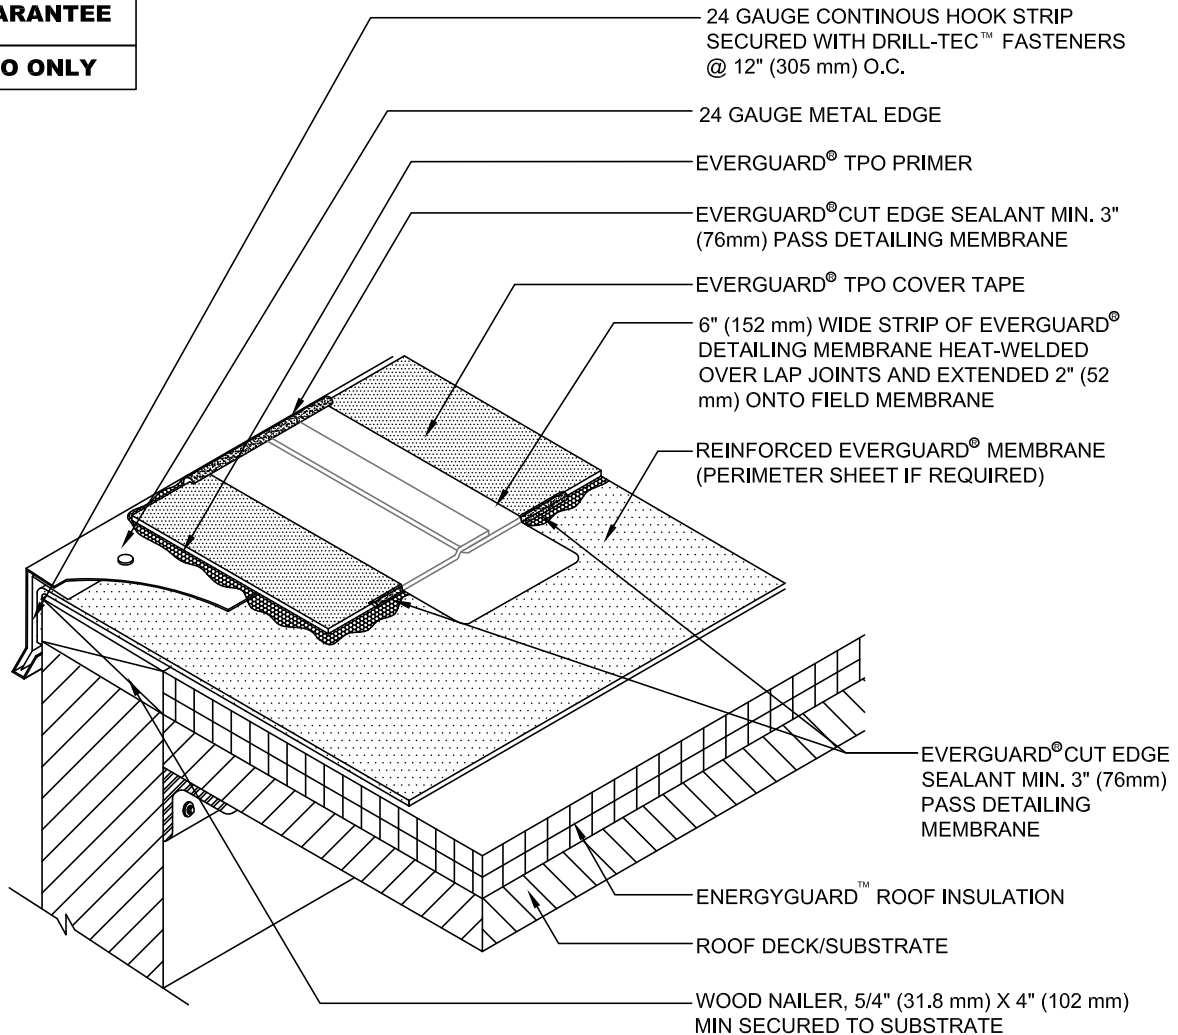 ARANTEE
O ONLY
24 GAUGE CONTINOUS HOOK STRIP
SECURED WITH DRILL-TEC™ FASTENERS
@ 12" (305 mm) O.C.
24 GAUGE METAL EDGE
EVERGUARD® TPO PRIMER
EVERGUARD®CUT EDGE SEALANT MIN. 3"
(76mm) PASS DETAILING MEMBRANE
EVERGUARD® TPO COVER TAPE
6" (152 mm) WIDE STRIP OF EVERGUARD®
DETAILING MEMBRANE HEAT-WELDED
OVER LAP JOINTS AND EXTENDED 2" (52
mm) ONTO FIELD MEMBRANE
REINFORCED EVERGUARD® MEMBRANE
(PERIMETER SHEET IF REQUIRED)
EVERGUARD®CUT EDGE
SEALANT MIN. 3" (76mm)
PASS DETAILING
MEMBRANE
ENERGYGUARD™ ROOF INSULATION
ROOF DECK/SUBSTRATE
WOOD NAILER, 5/4" (31.8 mm) X 4" (102 mm)
MIN SECURED TO SUBSTRATE